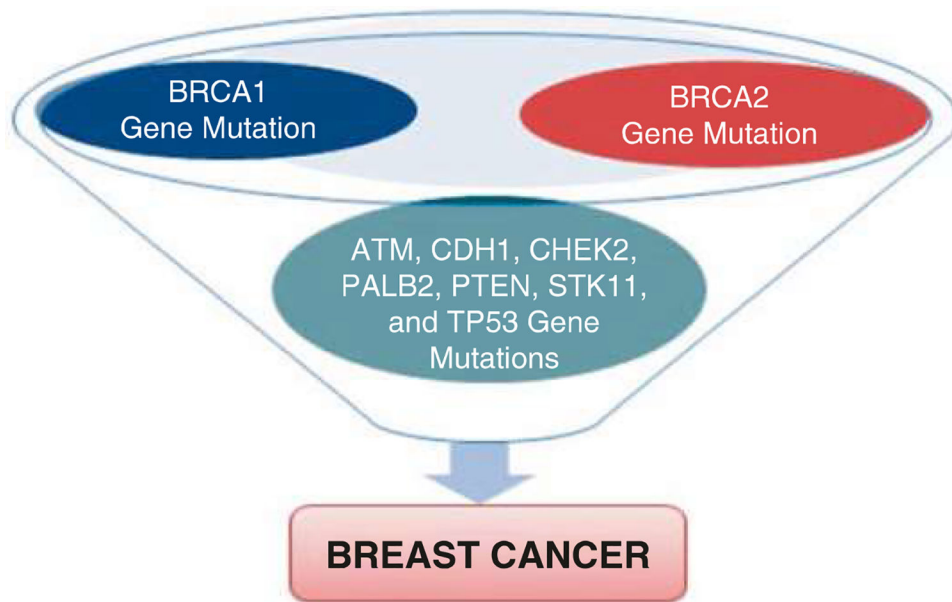 BRCA1
Gene Mutation
BRCA2
Gene Mutation
ATM, CDH1, CHEK2,
PALB2, PTEN, STK11,
and TP53 Gene
Mutations
BREAST CANCER